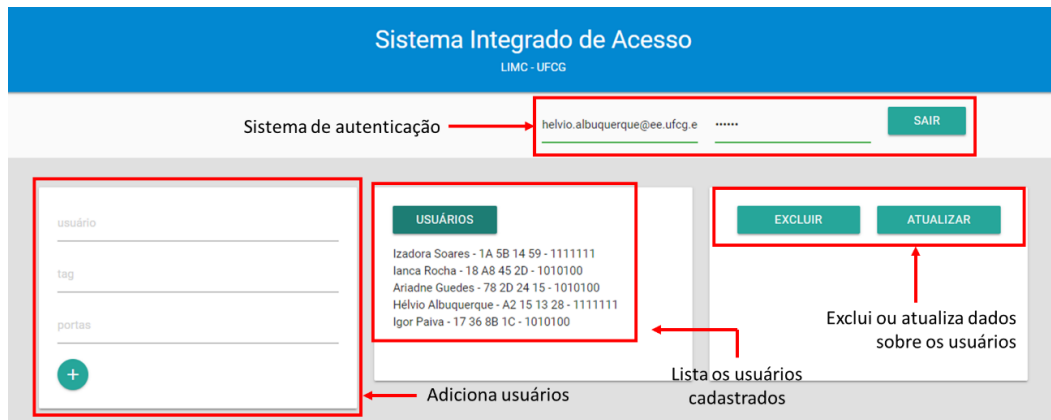 Sistema Integrado de Acesso
LIMC - UFCG
Sistema de autenticação
helvio.albuquerque@ee.ufcg.e
••••••
SAIR
usuário
tag
portas
+
Adiciona usuários
USUÁRIOS
Izadora Soares - 1A 5B 14 59 - 1111111
Ianca Rocha - 18 A8 45 2D - 1010100
Ariadne Guedes - 78 2D 24 15 - 1010100
Hélvio Albuquerque - A2 15 13 28 - 1111111
Igor Paiva - 17 36 8B 1C - 1010100
Lista os usuários
cadastrados
EXCLUIR
ATUALIZAR
Exclui ou atualiza dados
sobre os usuários